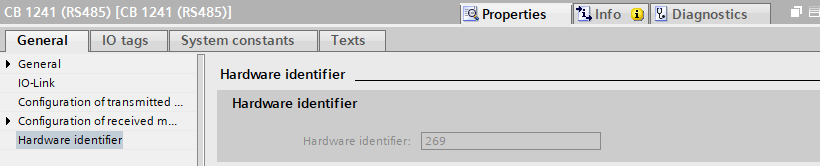 CB 1241 (RS485) [CB 1241 (RS485)]
Properties Info Diagnostics
General IO tags System constants Texts
General
IO-Link
Configuration of transmitted ...
Configuration of received m...
Hardware identifier
Hardware identifier
Hardware identifier
Hardware identifier: 269